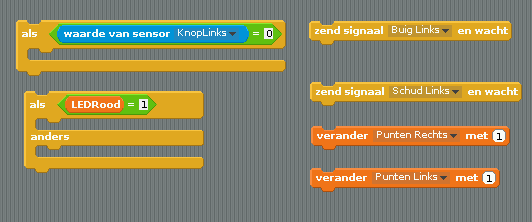 als waarde van sensor KnopLinks = 0
zend signaal Buig Links en wacht
als LEDRood = 1
anders
zend signaal Schud Links en wacht
verander Punten Rechts met 1
verander Punten Links met 1